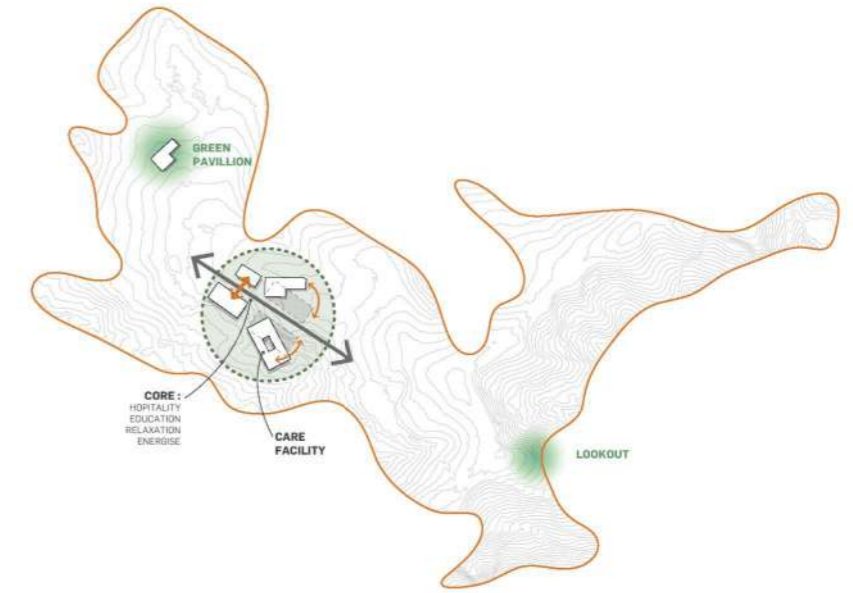 GREEN
PAVILLION
CORE :
HOPITALITY
EDUCATION
RELAXATION
ENERGISE
CARE
FACILITY
LOOKOUT